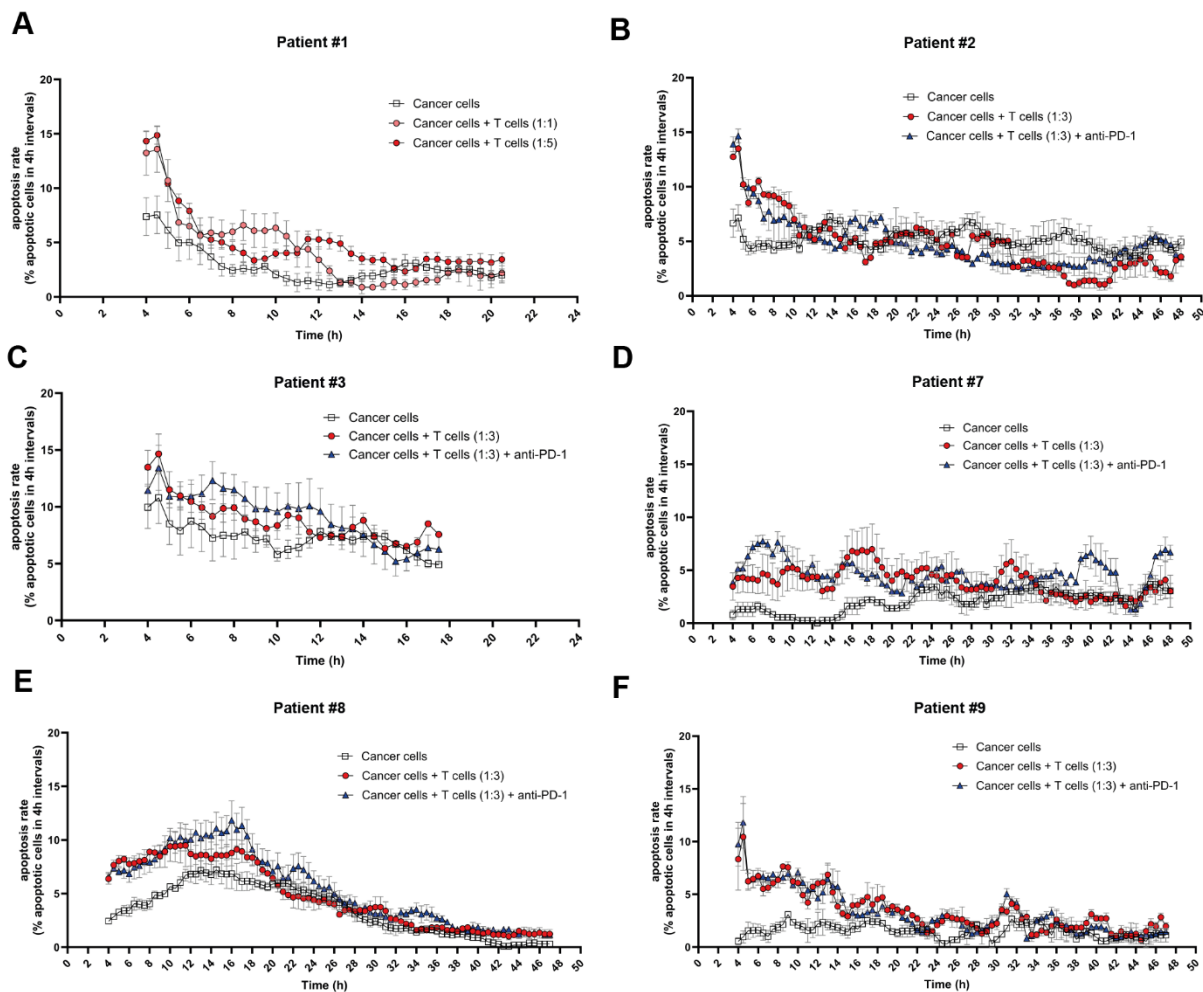 A
Patient #1
apoptosis rate
(% apoptotic cells in 4h intervals)
20
15
10
5
0
Cancer cells
Cancer cells + T cells (1:1)
Cancer cells + T cells (1:5)
0 2 4 6 8 10 12 14 16 18 20 22 24
Time (h)
B
Patient #2
apoptosis rate
(% apoptotic cells in 4h intervals)
20
15
10
5
0
Cancer cells
Cancer cells + T cells (1:3)
Cancer cells + T cells (1:3) + anti-PD-1
0 2 4 6 8 10 12 14 16 18 20 22 24 26 28 30 32 34 36 38 40 42 44 46 48 50
Time (h)
C
Patient #3
apoptosis rate
(% apoptotic cells in 4h intervals)
20
15
10
5
0
Cancer cells
Cancer cells + T cells (1:3)
Cancer cells + T cells (1:3) + anti-PD-1
0 2 4 6 8 10 12 14 16 18 20 22 24
Time (h)
D
Patient #7
apoptosis rate
(% apoptotic cells in 4h intervals)
20
15
10
5
0
Cancer cells
Cancer cells + T cells (1:3)
Cancer cells + T cells (1:3) + anti-PD-1
0 2 4 6 8 10 12 14 16 18 20 22 24 26 28 30 32 34 36 38 40 42 44 46 48 50
Time (h)
E
Patient #8
apoptosis rate
(% apoptotic cells in 4h intervals)
20
15
10
5
0
Cancer cells
Cancer cells + T cells (1:3)
Cancer cells + T cells (1:3) + anti-PD-1
0 2 4 6 8 10 12 14 16 18 20 22 24 26 28 30 32 34 36 38 40 42 44 46 48 50
Time (h)
F
Patient #9
apoptosis rate
(% apoptotic cells in 4h intervals)
20
15
10
5
0
Cancer cells
Cancer cells + T cells (1:3)
Cancer cells + T cells (1:3) + anti-PD-1
0 2 4 6 8 10 12 14 16 18 20 22 24 26 28 30 32 34 36 38 40 42 44 46 48 50
Time (h)